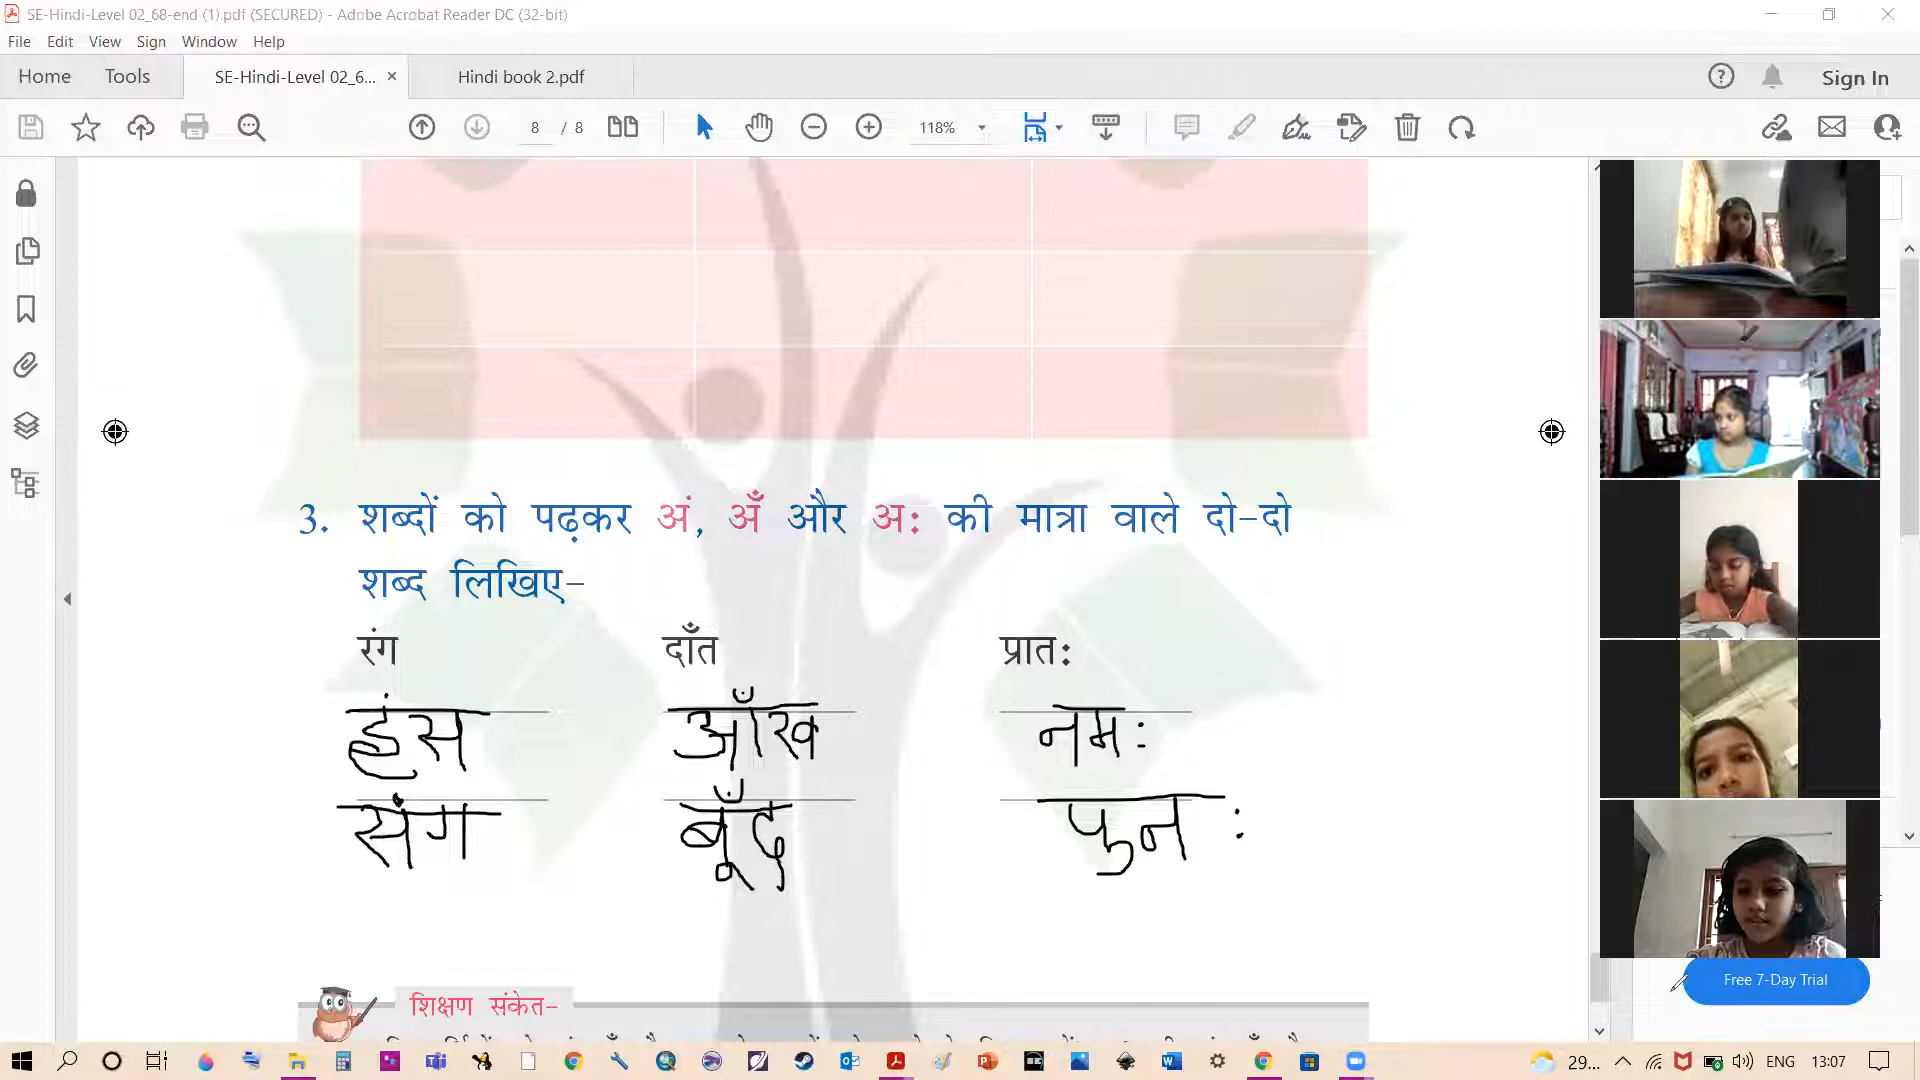 SE-Hindi-Level 02_68-end (1).pdf (SECURED) - Adobe Acrobat Reader DC (32-bit)
File Edit View Sign Window Help
Home Tools SE-Hindi-Level 02_6... × Hindi book 2.pdf Sign In
8 / 8 118%
3. शब्दों को पढ़कर अं, अँ और अः की मात्रा वाले दो-दो
शब्द लिखिए-
रंग दाँत प्रातः
हंस आँख नमः
संग बूँद पुनः
Free 7-Day Trial
शिक्षण संकेत-
29... ENG 13:07